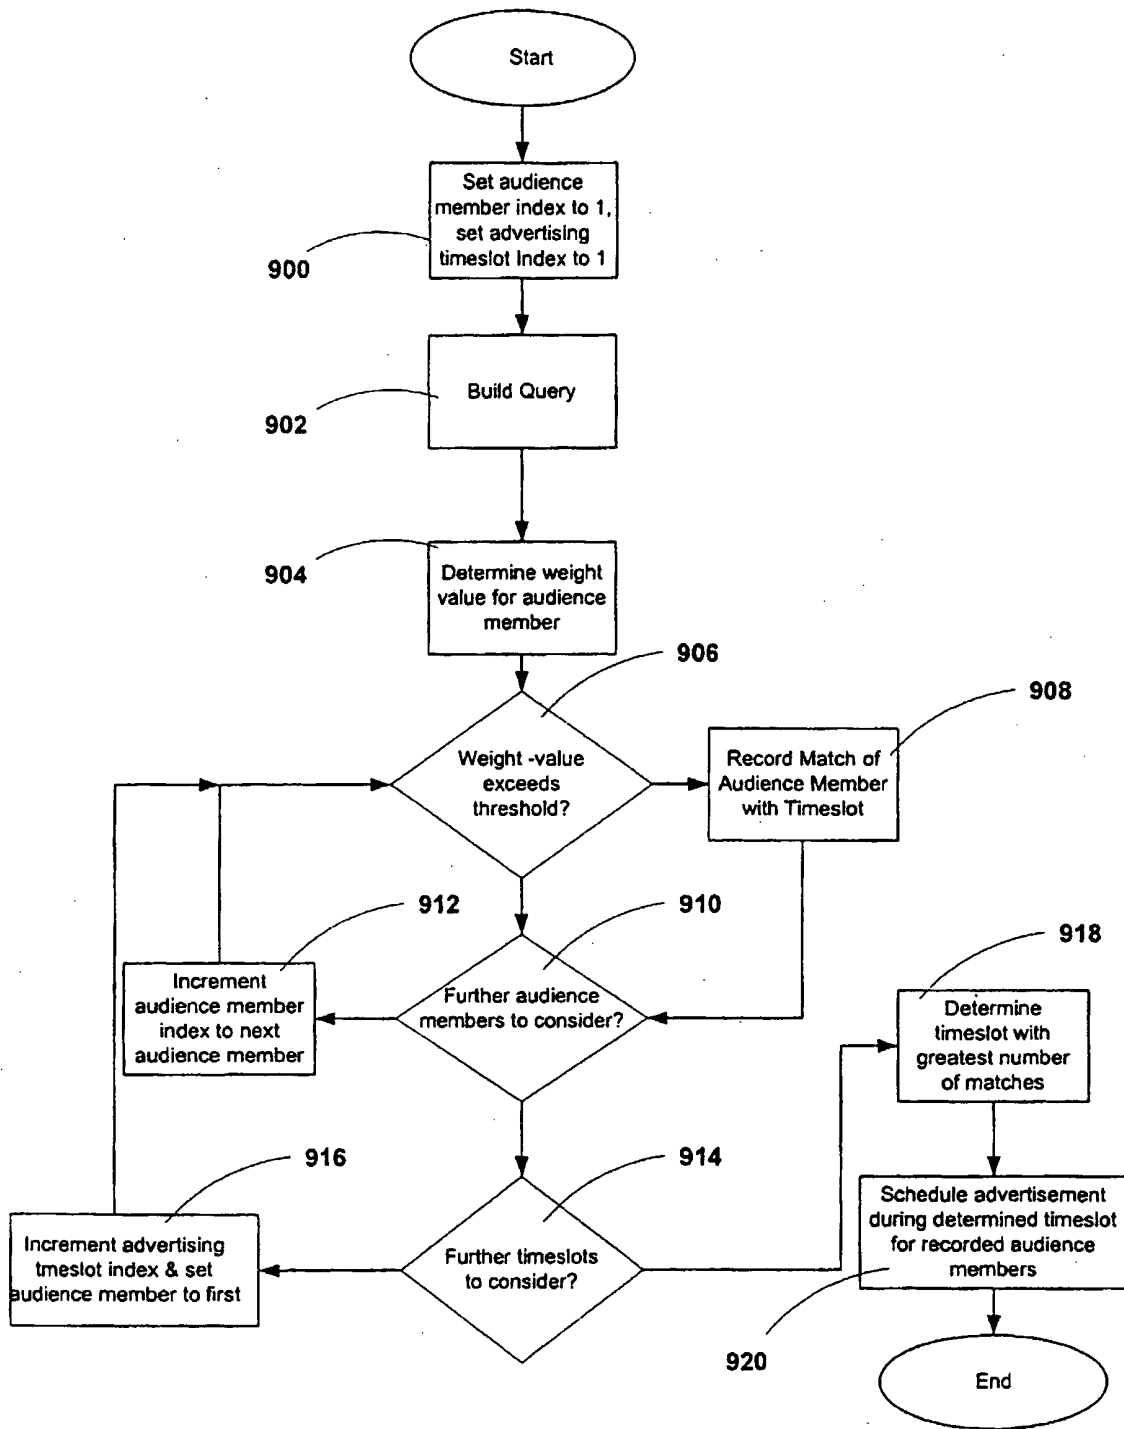 Start
Set audience
member index to 1,
set advertising
timeslot Index to 1
900
Build Query
902
904
Determine weight
value for audience
member
906
908
Weight -value
exceeds
threshold?
Record Match of
Audience Member
with Timeslot
912
910
918
Increment
audience member
index to next
audience member
Further audience
members to consider?
Determine
timeslot with
greatest number
of matches
916
914
Increment advertising
tmeslot index & set
audience member to first
Further timeslots
to consider?
Schedule advertisement
during determined timeslot
for recorded audience
members
920
End